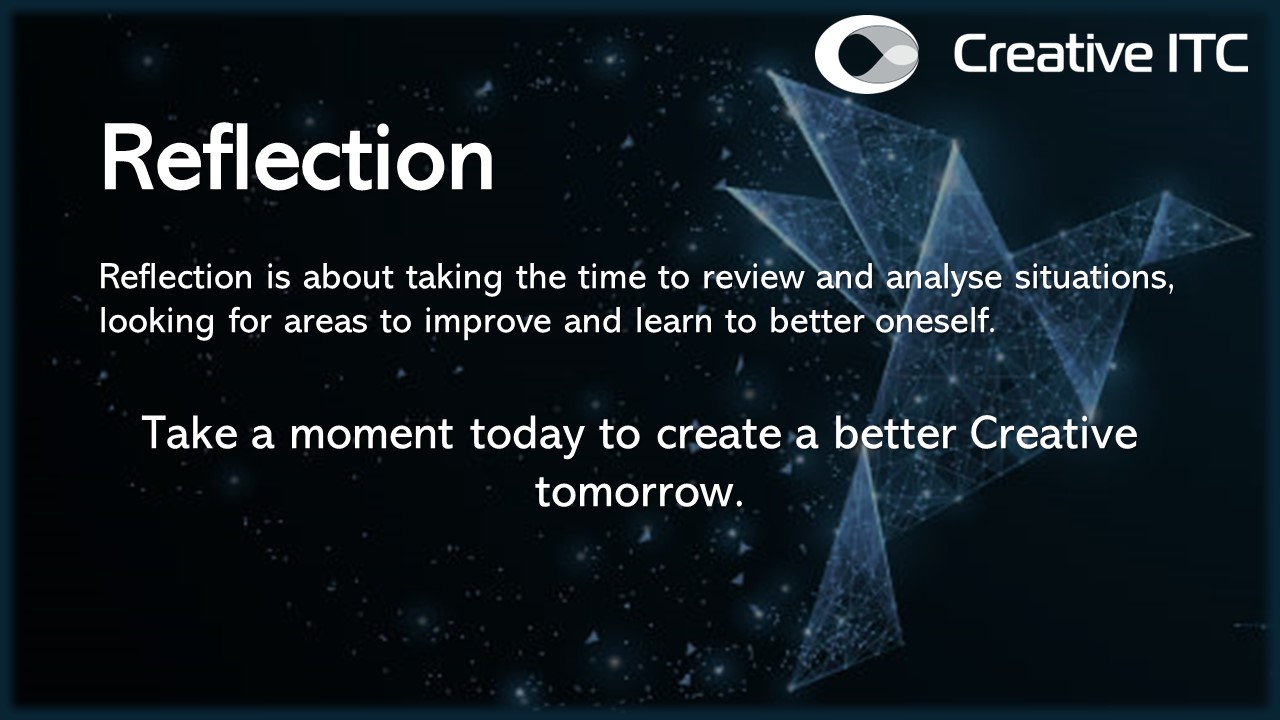 Creative ITC
Reflection
Reflection is about taking the time to review and analyse situations,
looking for areas to improve and learn to better oneself.
Take a moment today to create a better Creative
tomorrow.